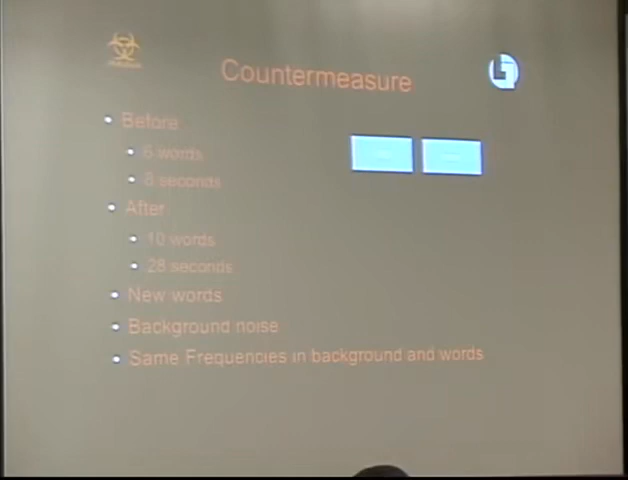 Countermeasure
Before
words
8 seconds
After
10 words
28 seconds
New words
Background noise
Same Frequencies in background and words